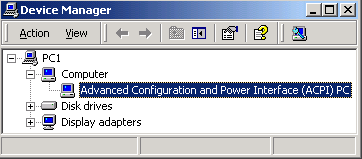 Device Manager
Action View
PC1
Computer
Advanced Configuration and Power Interface (ACPI) PC
Disk drives
Display adapters